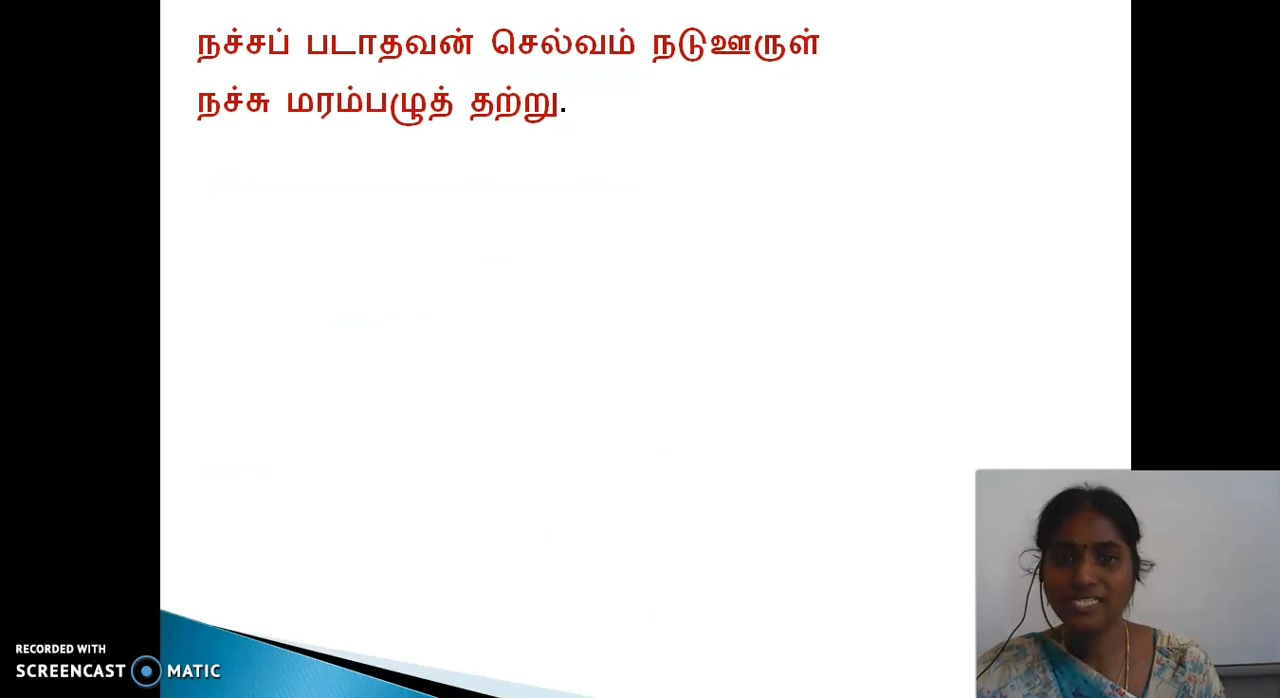 நச்சப் படாதவன் செல்வம் நடுஊருள்
நச்சு மரம்பழுத் தற்று.
RECORDED WITH
SCREENCAST MATIC